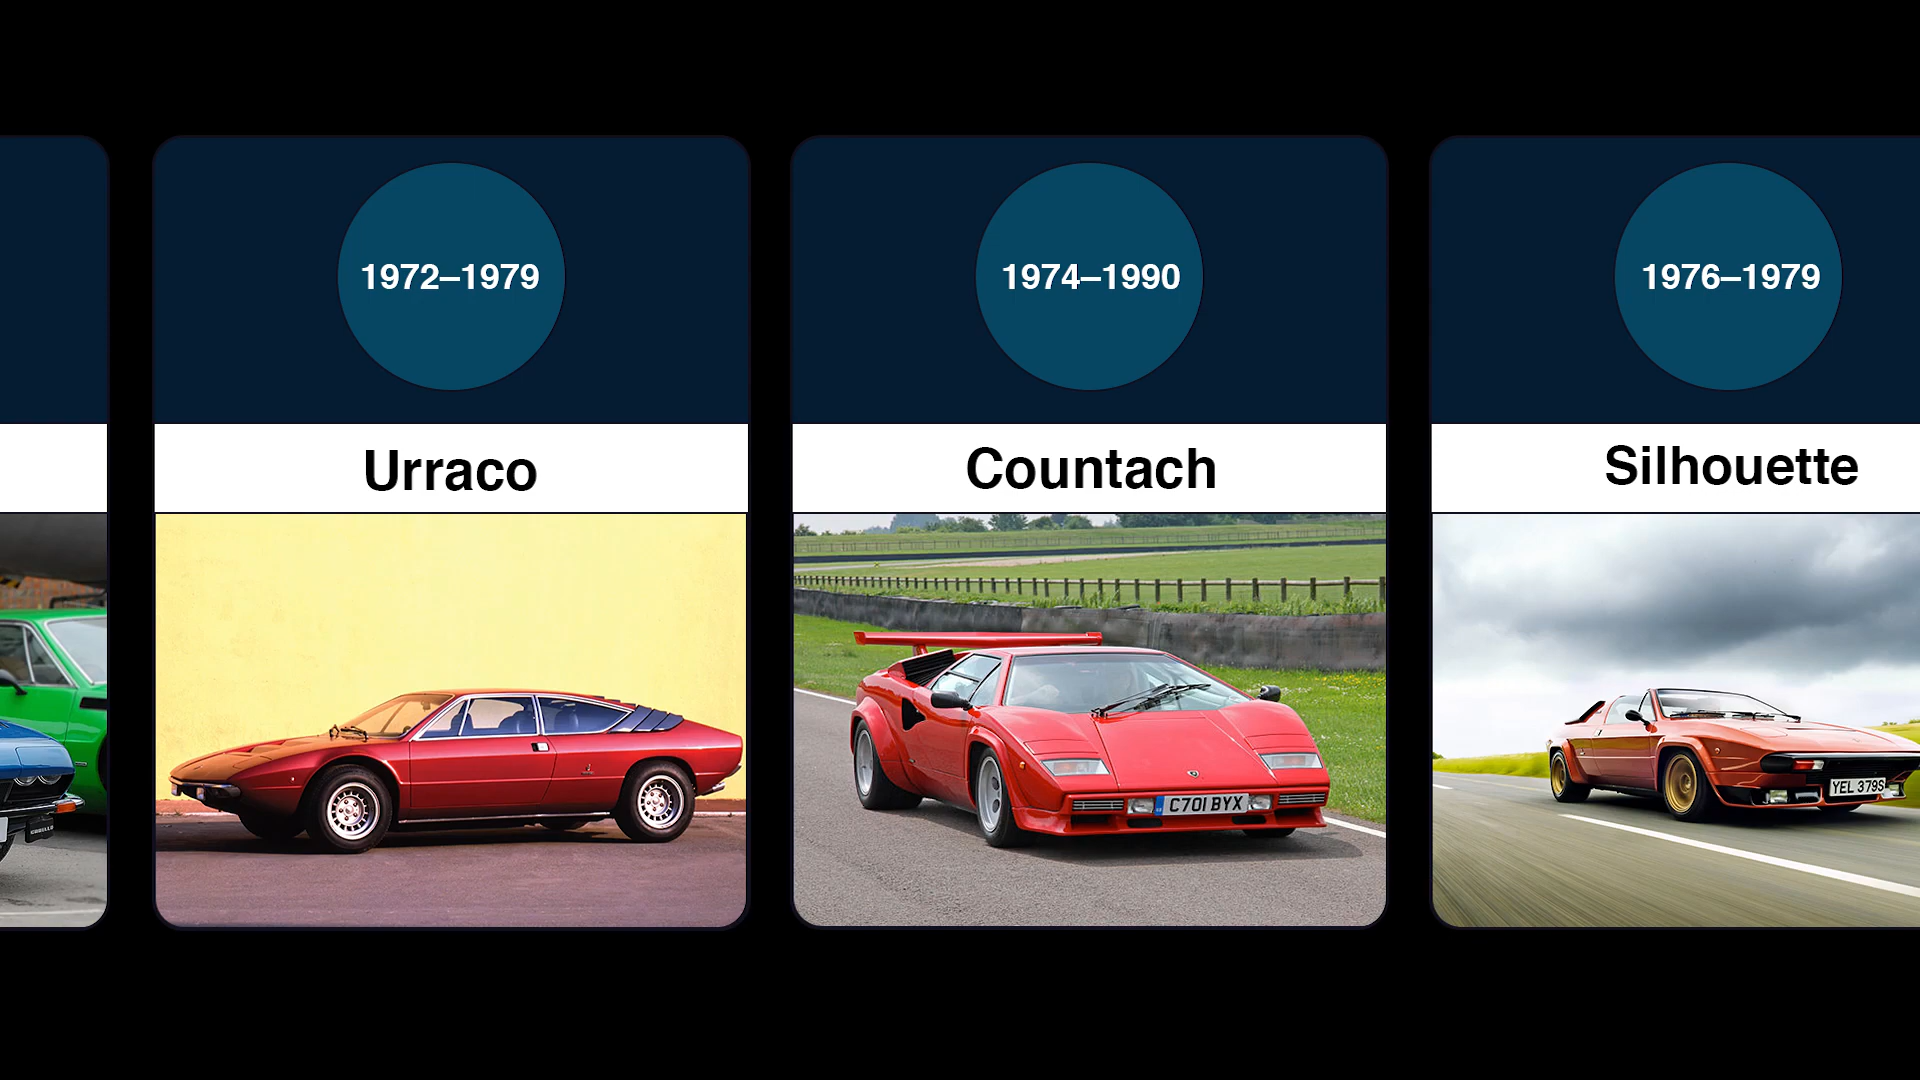 1972–1979
Urraco
1974–1990
Countach
C701 BYX
1976–1979
Silhouette
YEL 379S